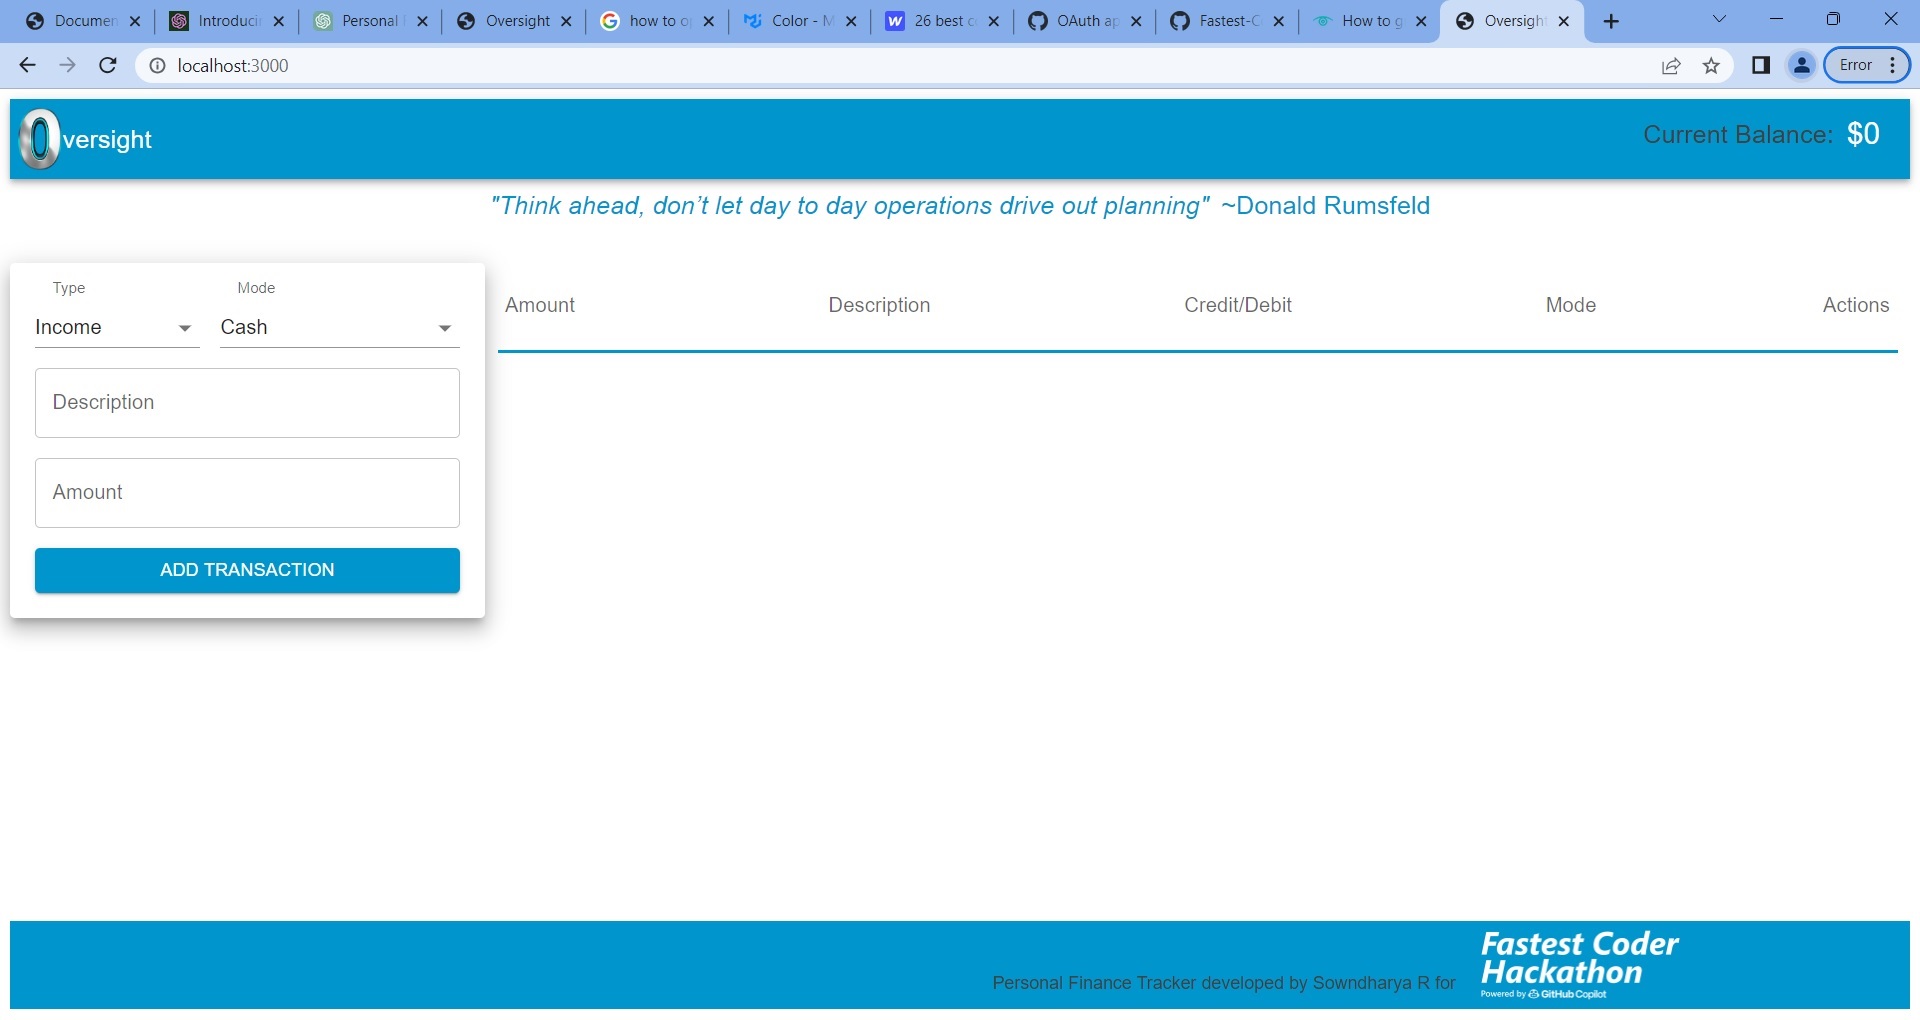 Documen
Introducin
Personal
Oversight
how to o
Color - M
26 best c
OAuth ap
Fastest-C
How to g
Oversight
localhost:3000
Error
Oversight
Current Balance: $0
"Think ahead, don’t let day to day operations drive out planning" ~Donald Rumsfeld
Type Mode
Income Cash
Amount Description Credit/Debit Mode Actions
Description
Amount
ADD TRANSACTION
Personal Finance Tracker developed by Sowndharya R for
Fastest Coder
Hackathon
Powered by GitHub Copilot